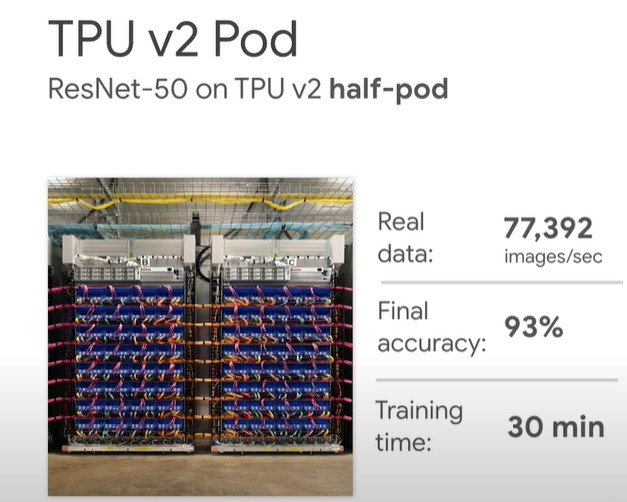 TPU v2 Pod
ResNet-50 on TPU v2 half-pod
Real
data:
77,392
images/sec
Final
accuracy:
93%
Training
time:
30 min